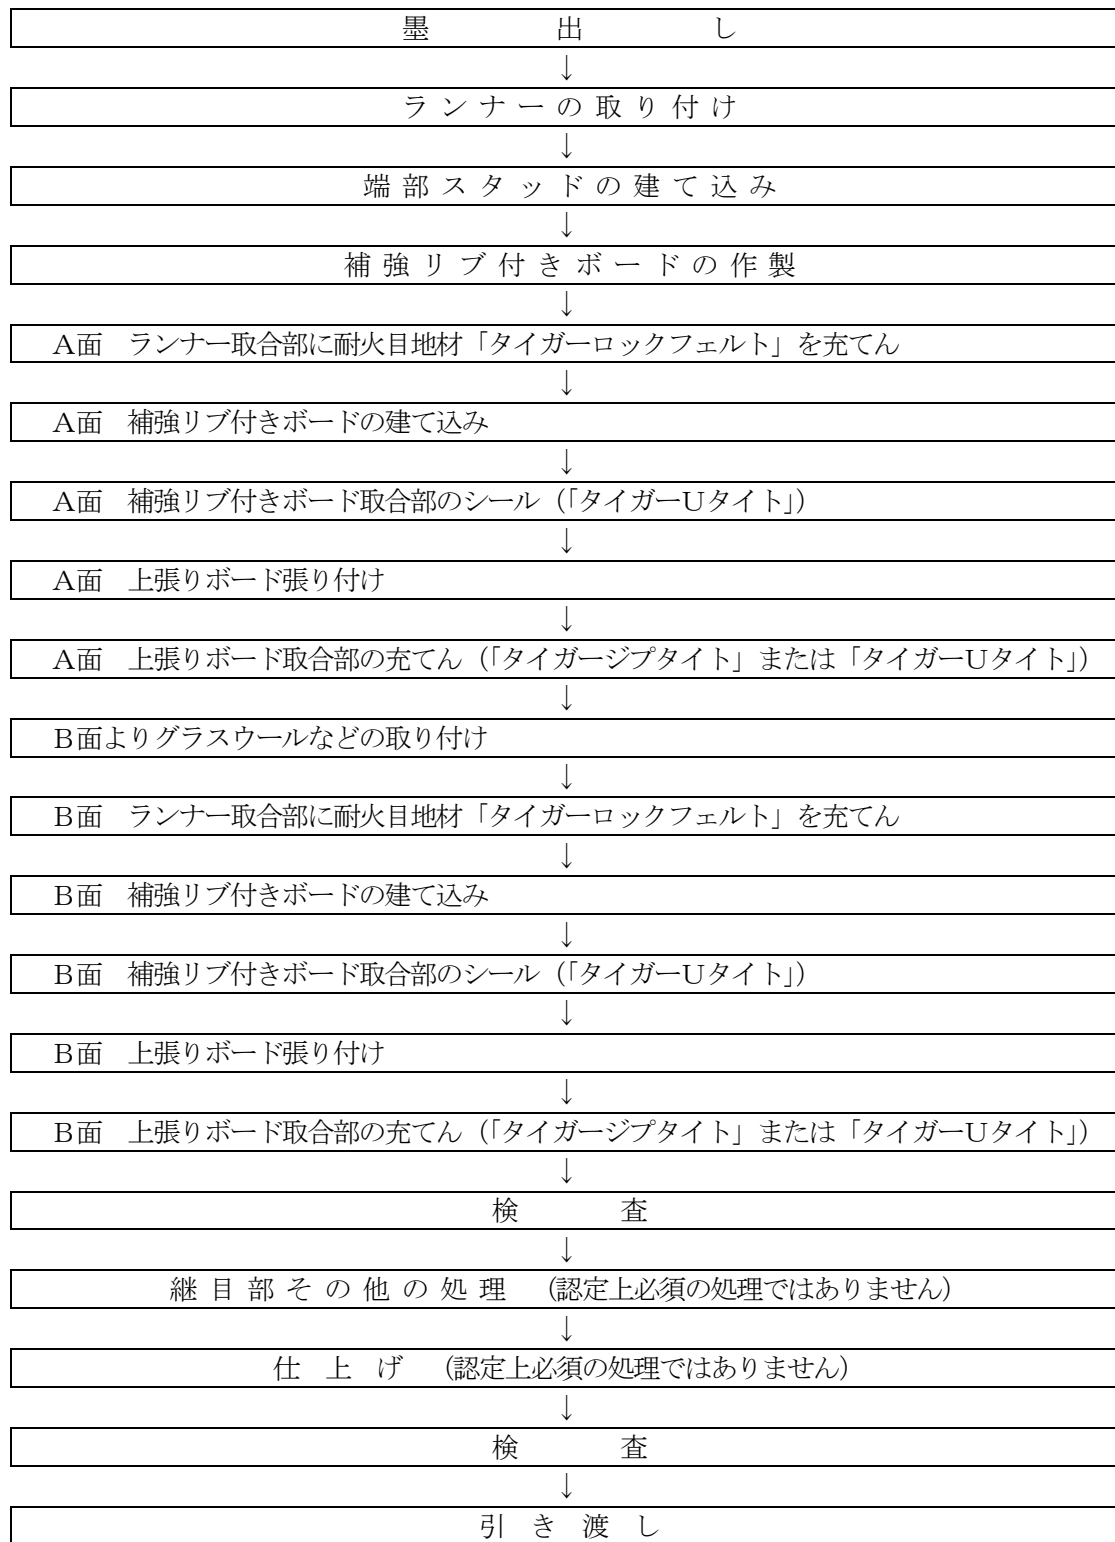 墨出し
↓
ランナーの取り付け
↓
端部スタッドの建て込み
↓
補強リブ付きボードの作製
↓
A面　ランナー取合部に耐火目地材「タイガーロックフェルト」を充てん
↓
A面　補強リブ付きボードの建て込み
↓
A面　補強リブ付きボード取合部のシール（「タイガーUタイト」）
↓
A面　上張りボード張り付け
↓
A面　上張りボード取合部の充てん（「タイガージプタイト」または「タイガーUタイト」）
↓
B面よりグラスウールなどの取り付け
↓
B面　ランナー取合部に耐火目地材「タイガーロックフェルト」を充てん
↓
B面　補強リブ付きボードの建て込み
↓
B面　補強リブ付きボード取合部のシール（「タイガーUタイト」）
↓
B面　上張りボード張り付け
↓
B面　上張りボード取合部の充てん（「タイガージプタイト」または「タイガーUタイト」）
↓
検査
↓
継目部その他の処理　（認定上必須の処理ではありません）
↓
仕上げ　（認定上必須の処理ではありません）
↓
検査
↓
引き渡し